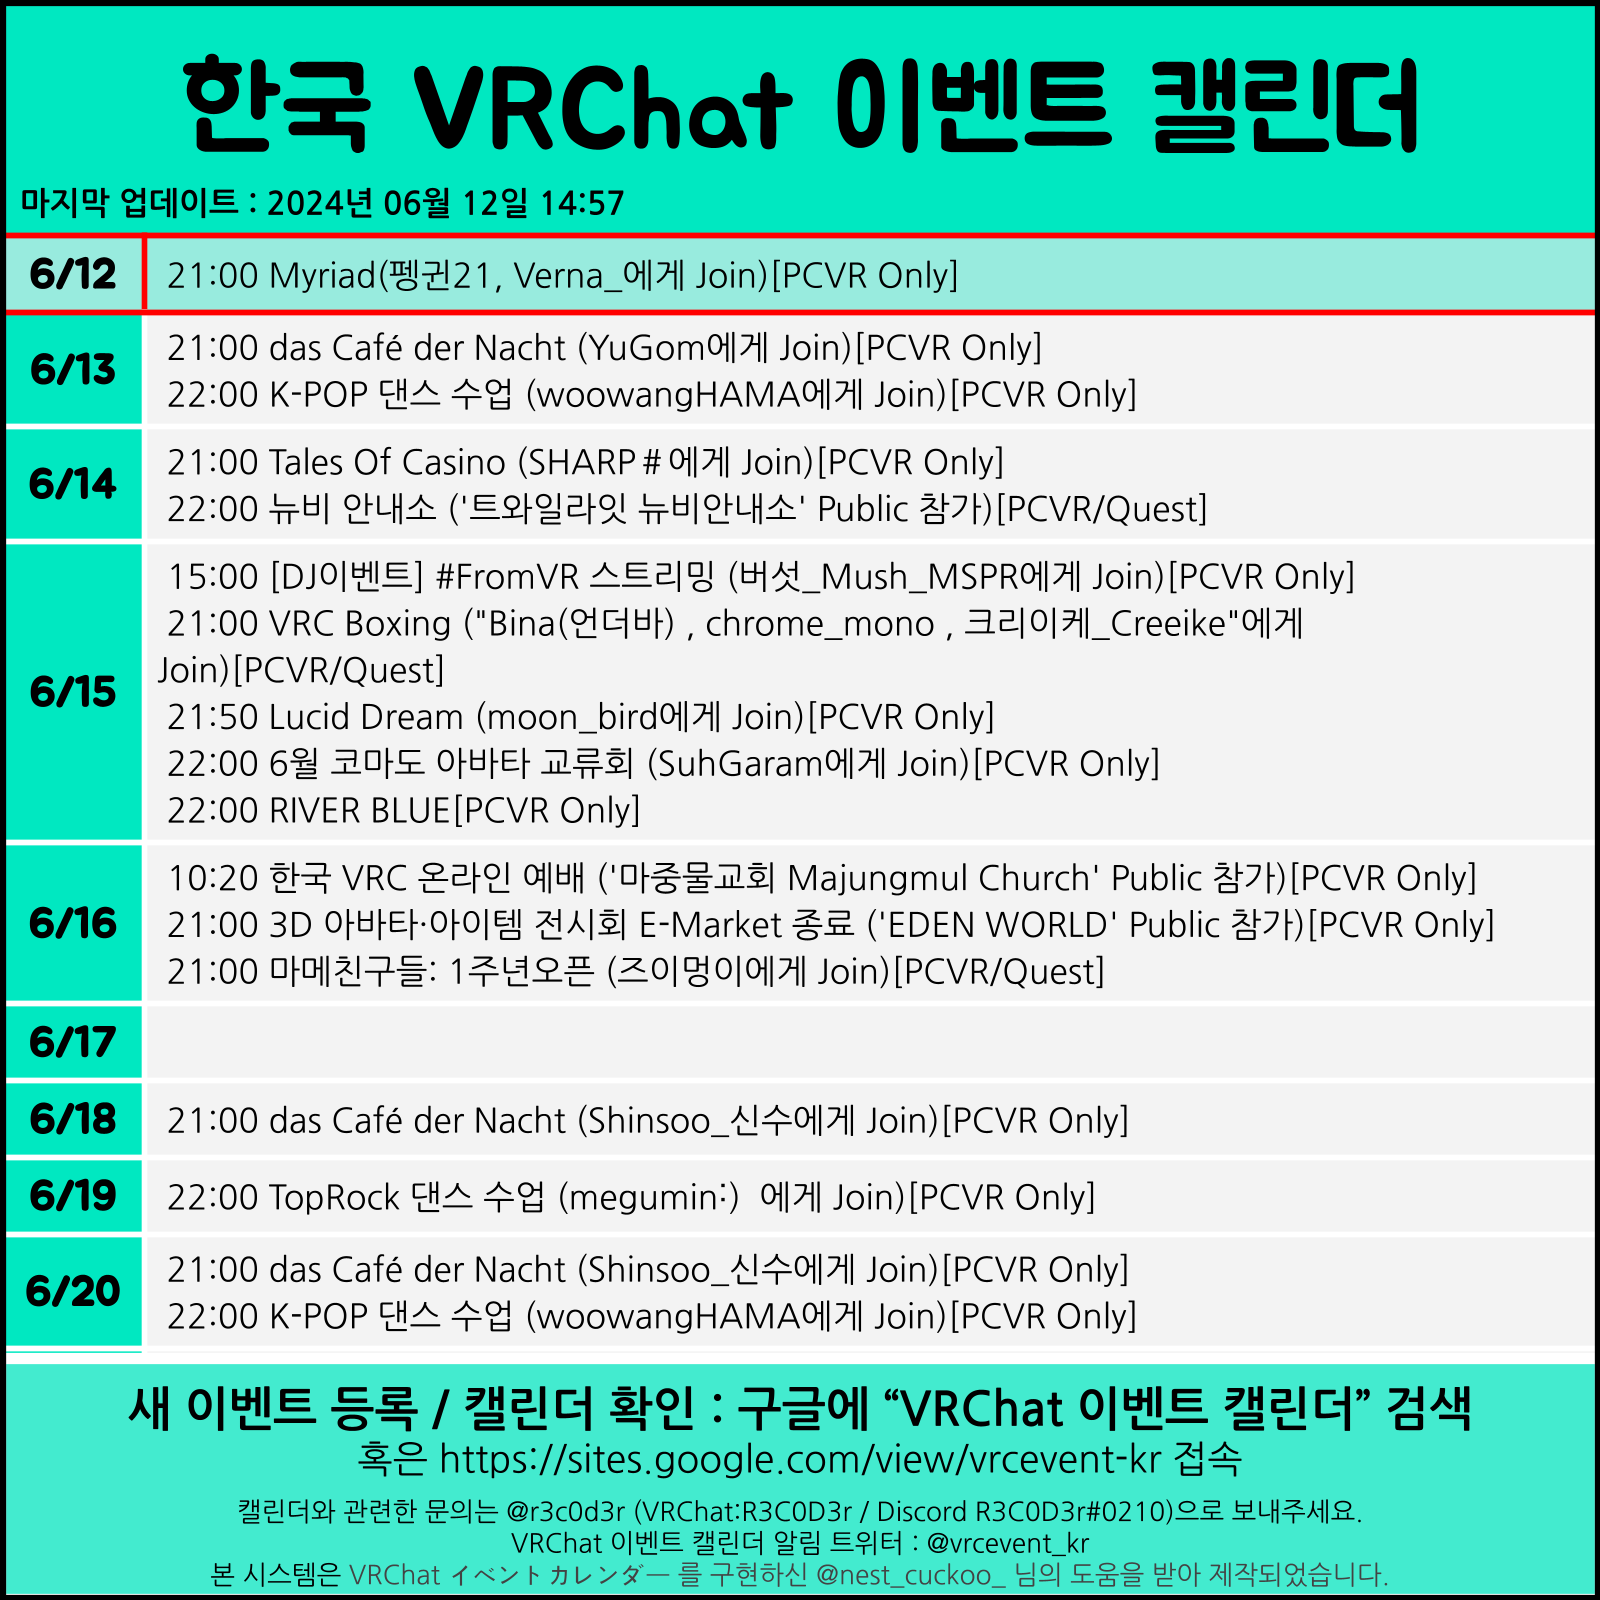 한국 VRChat 이벤트 캘린더
마지막 업데이트 : 2024년 06월 12일 14:57
6/12
21:00 Myriad(펭귄21, Verna_에게 Join)[PCVR Only]
6/13
21:00 das Café der Nacht (YuGom에게 Join)[PCVR Only]
22:00 K-POP 댄스 수업 (woowangHAMA에게 Join)[PCVR Only]
6/14
21:00 Tales Of Casino (SHARP＃에게 Join)[PCVR Only]
22:00 뉴비 안내소 ('트와일라잇 뉴비안내소' Public 참가)[PCVR/Quest]
6/15
15:00 [DJ이벤트] #FromVR 스트리밍 (버섯_Mush_MSPR에게 Join)[PCVR Only]
21:00 VRC Boxing ("Bina(언더바) , chrome_mono , 크리이케_Creeike"에게
Join)[PCVR/Quest]
21:50 Lucid Dream (moon_bird에게 Join)[PCVR Only]
22:00 6월 코마도 아바타 교류회 (SuhGaram에게 Join)[PCVR Only]
22:00 RIVER BLUE[PCVR Only]
6/16
10:20 한국 VRC 온라인 예배 ('마중물교회 Majungmul Church' Public 참가)[PCVR Only]
21:00 3D 아바타·아이템 전시회 E-Market 종료 ('EDEN WORLD' Public 참가)[PCVR Only]
21:00 마메친구들: 1주년오픈 (즈이멍이에게 Join)[PCVR/Quest]
6/17
6/18
21:00 das Café der Nacht (Shinsoo_신수에게 Join)[PCVR Only]
6/19
22:00 TopRock 댄스 수업 (megumin:)  에게 Join)[PCVR Only]
6/20
21:00 das Café der Nacht (Shinsoo_신수에게 Join)[PCVR Only]
22:00 K-POP 댄스 수업 (woowangHAMA에게 Join)[PCVR Only]
새 이벤트 등록 / 캘린더 확인 : 구글에 “VRChat 이벤트 캘린더” 검색
혹은 https://sites.google.com/view/vrcevent-kr 접속
캘린더와 관련한 문의는 @r3c0d3r (VRChat:R3C0D3r / Discord R3C0D3r#0210)으로 보내주세요.
VRChat 이벤트 캘린더 알림 트위터 : @vrcevent_kr
본 시스템은 VRChat イベントカレンダー 를 구현하신 @nest_cuckoo_ 님의 도움을 받아 제작되었습니다.